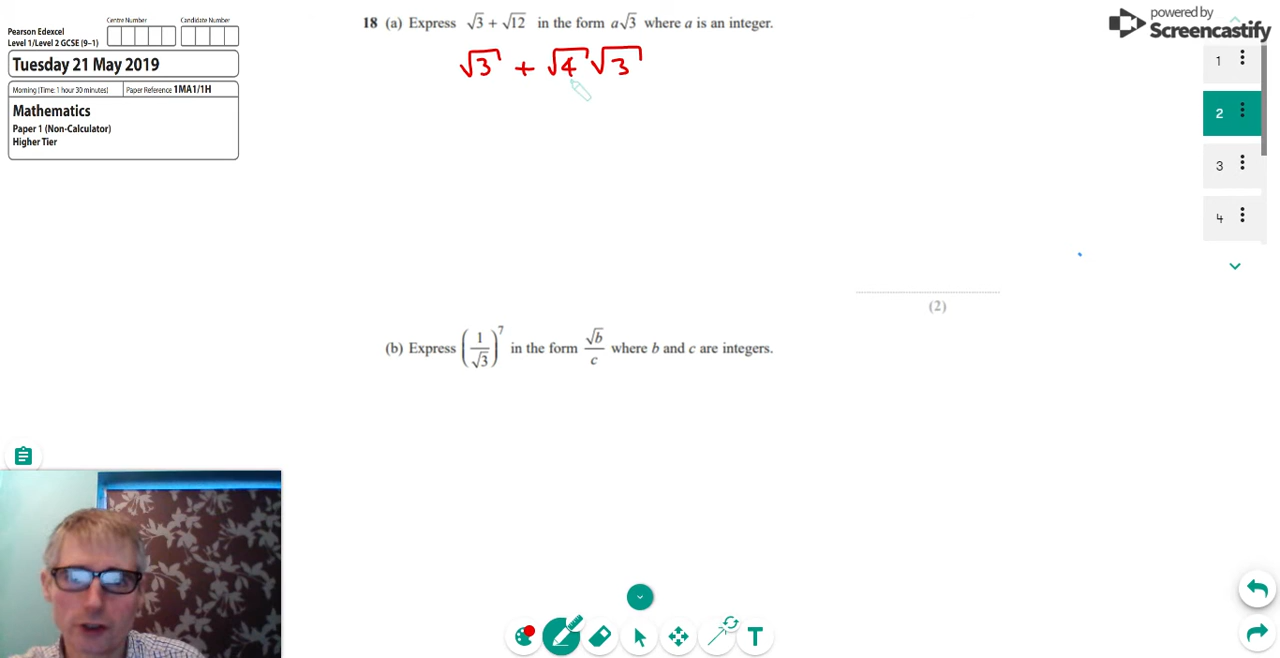 Pearson Edexcel
Level 1/Level 2 GCSE (9–1)
Centre Number
Candidate Number
Tuesday 21 May 2019
Morning (Time: 1 hour 30 minutes)
Paper Reference 1MA1/1H
Mathematics
Paper 1 (Non-Calculator)
Higher Tier
18 (a) Express √3 + √12 in the form a√3 where a is an integer.
√3 + √4 √3
(2)
(b) Express (1/√3)^7 in the form √b/c where b and c are integers.
powered by
Screencastify
1
2
3
4
T